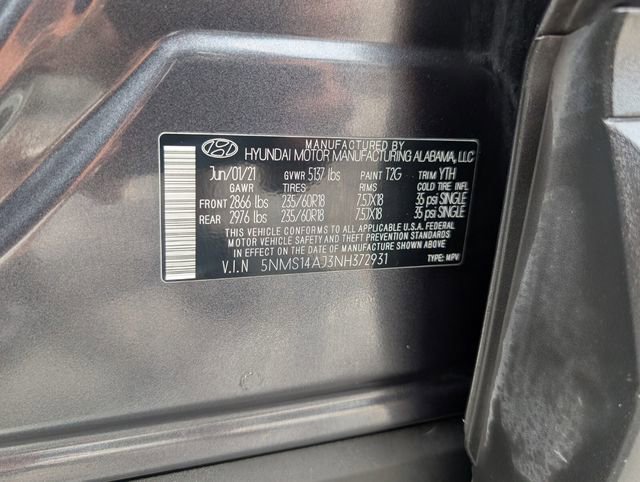 MANUFACTURED BY
HYUNDAI MOTOR MANUFACTURING ALABAMA, LLC
Jun/01/21 GVWR 5137 lbs PAINT T2G TRIM YTH
GAWR TIRES RIMS COLD TIRE INFL
FRONT 2866 lbs 235/60R18 7.5JX18 35 psi SINGLE
REAR 2976 lbs 235/60R18 7.5JX18 35 psi SINGLE
THIS VEHICLE CONFORMS TO ALL APPLICABLE FEDERAL
MOTOR VEHICLE SAFETY STANDARDS
IN EFFECT ON THE DATE OF MANUFACTURE SHOWN ABOVE.
V.I.N 5NMS14AJ3NH372931 TYPE: MPV